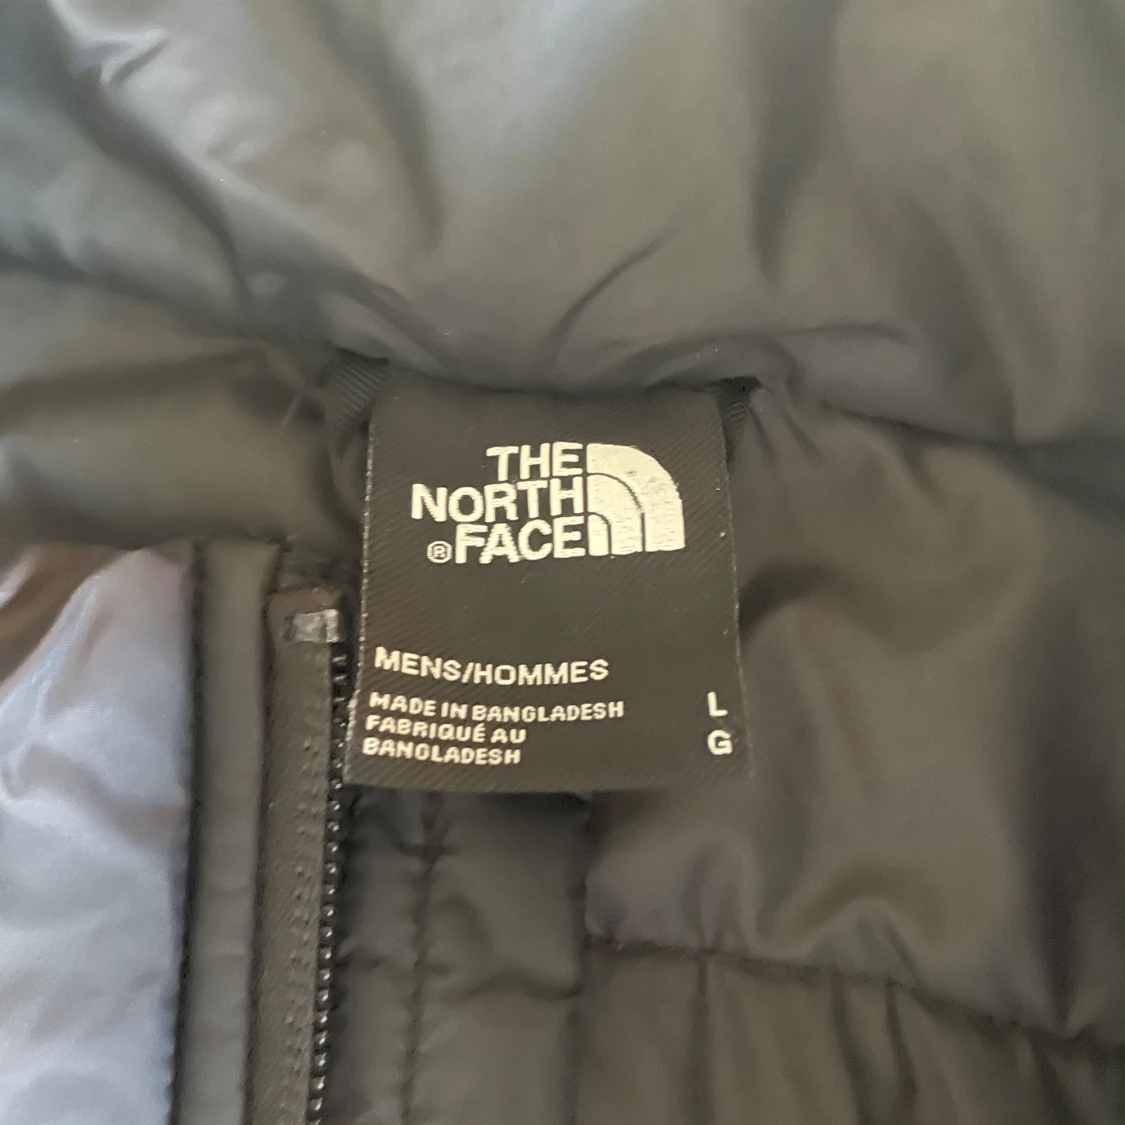 THE
NORTH
®FACE
MENS/HOMMES
MADE IN BANGLADESH
FABRIQUÉ AU
BANGLADESH
L
G